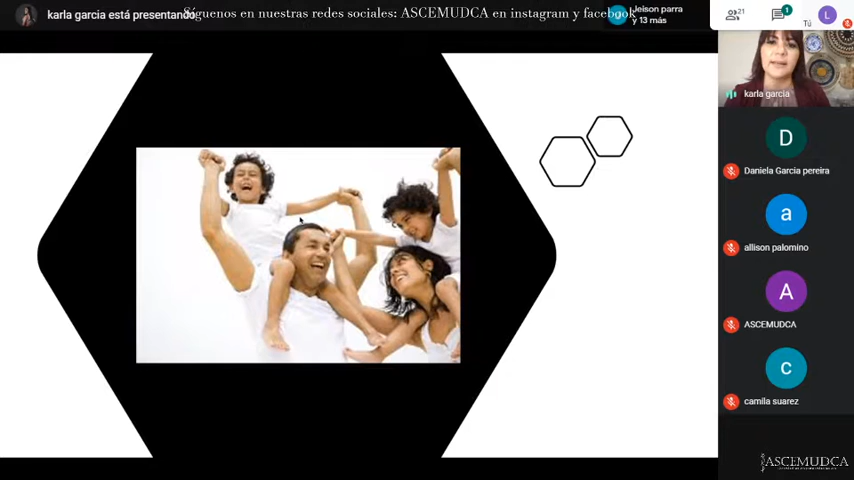 karla garcia está presentando
Síguenos en nuestras redes sociales: ASCEMUDCA en instagram y facebook
Jeison parra
y 13 más
21
1
L
Tú
karla garcia
D
Daniela Garcia pereira
a
allison palomino
A
ASCEMUDCA
c
camila suarez
ASCEMUDCA